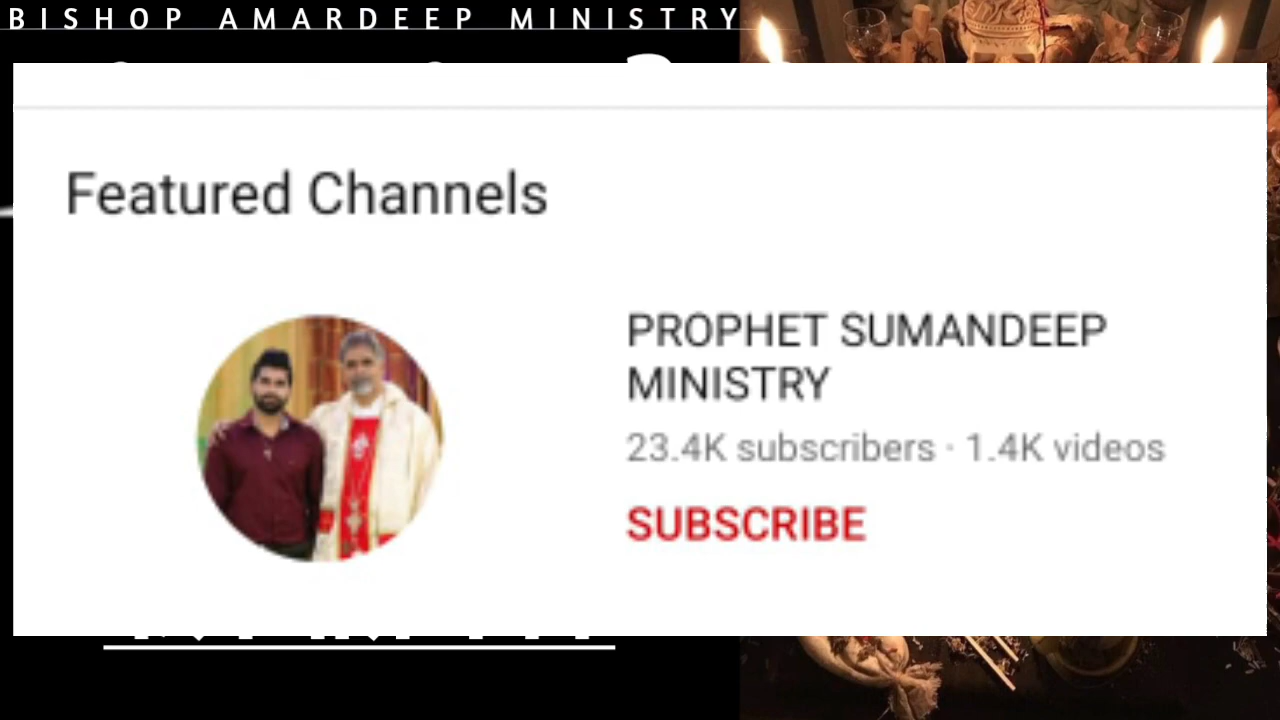 BISHOP AMARDEEP MINISTRY
Featured Channels
PROPHET SUMANDEEP
MINISTRY
23.4K subscribers · 1.4K videos
SUBSCRIBE